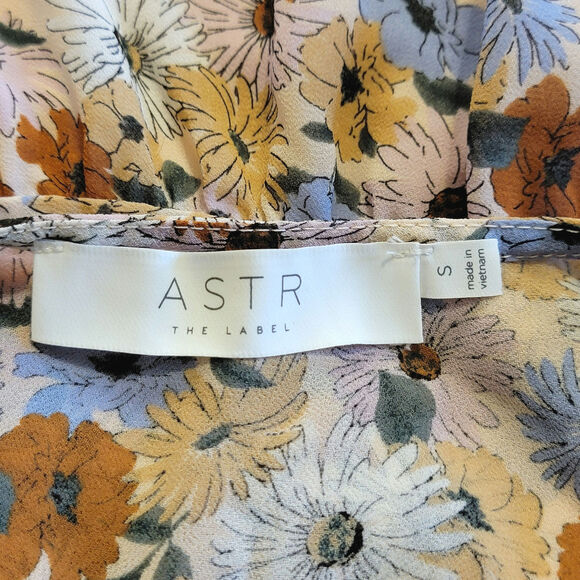 ASTR
THE LABEL
S
made in
vietnam